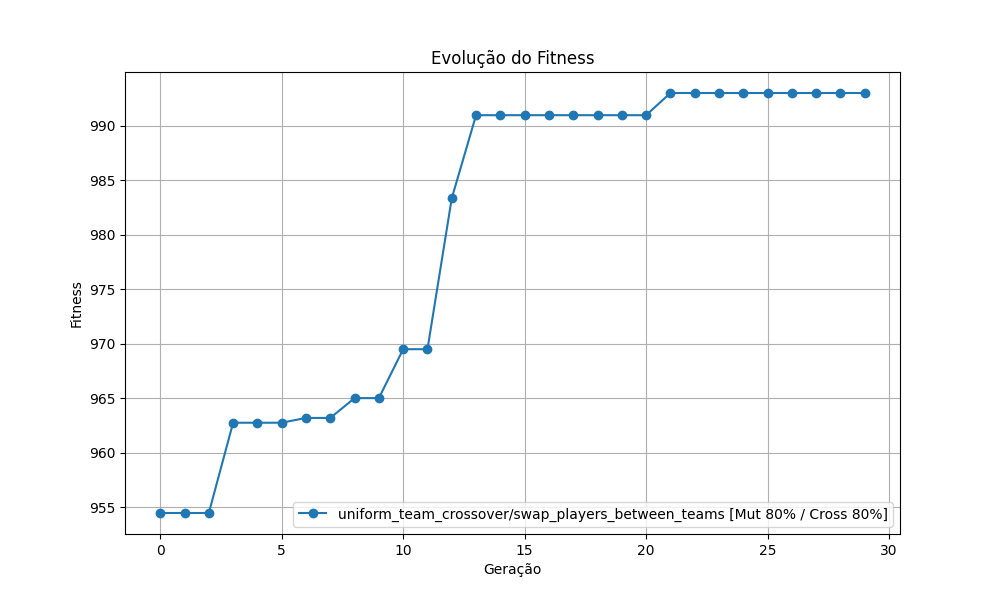 Evolução do Fitness
Fitness
990
985
980
975
970
965
960
955
uniform_team_crossover/swap_players_between_teams [Mut 80% / Cross 80%]
0 5 10 15 20 25 30
Geração